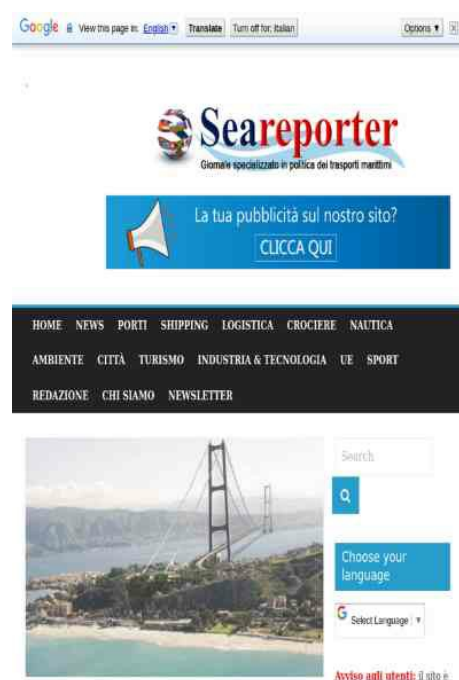 Google View this page in: English Translate Turn off for: Italian Options
Seareporter
Giornale specializzato in politica dei trasporti marittimi
La tua pubblicità sul nostro sito?
CLICCA QUI
HOME NEWS PORTI SHIPPING LOGISTICA CROCIERE NAUTICA
AMBIENTE CITTÀ TURISMO INDUSTRIA & TECNOLOGIA UE SPORT
REDAZIONE CHI SIAMO NEWSLETTER
Search
Choose your
language
G Select Language
Avviso agli utenti: il sito è